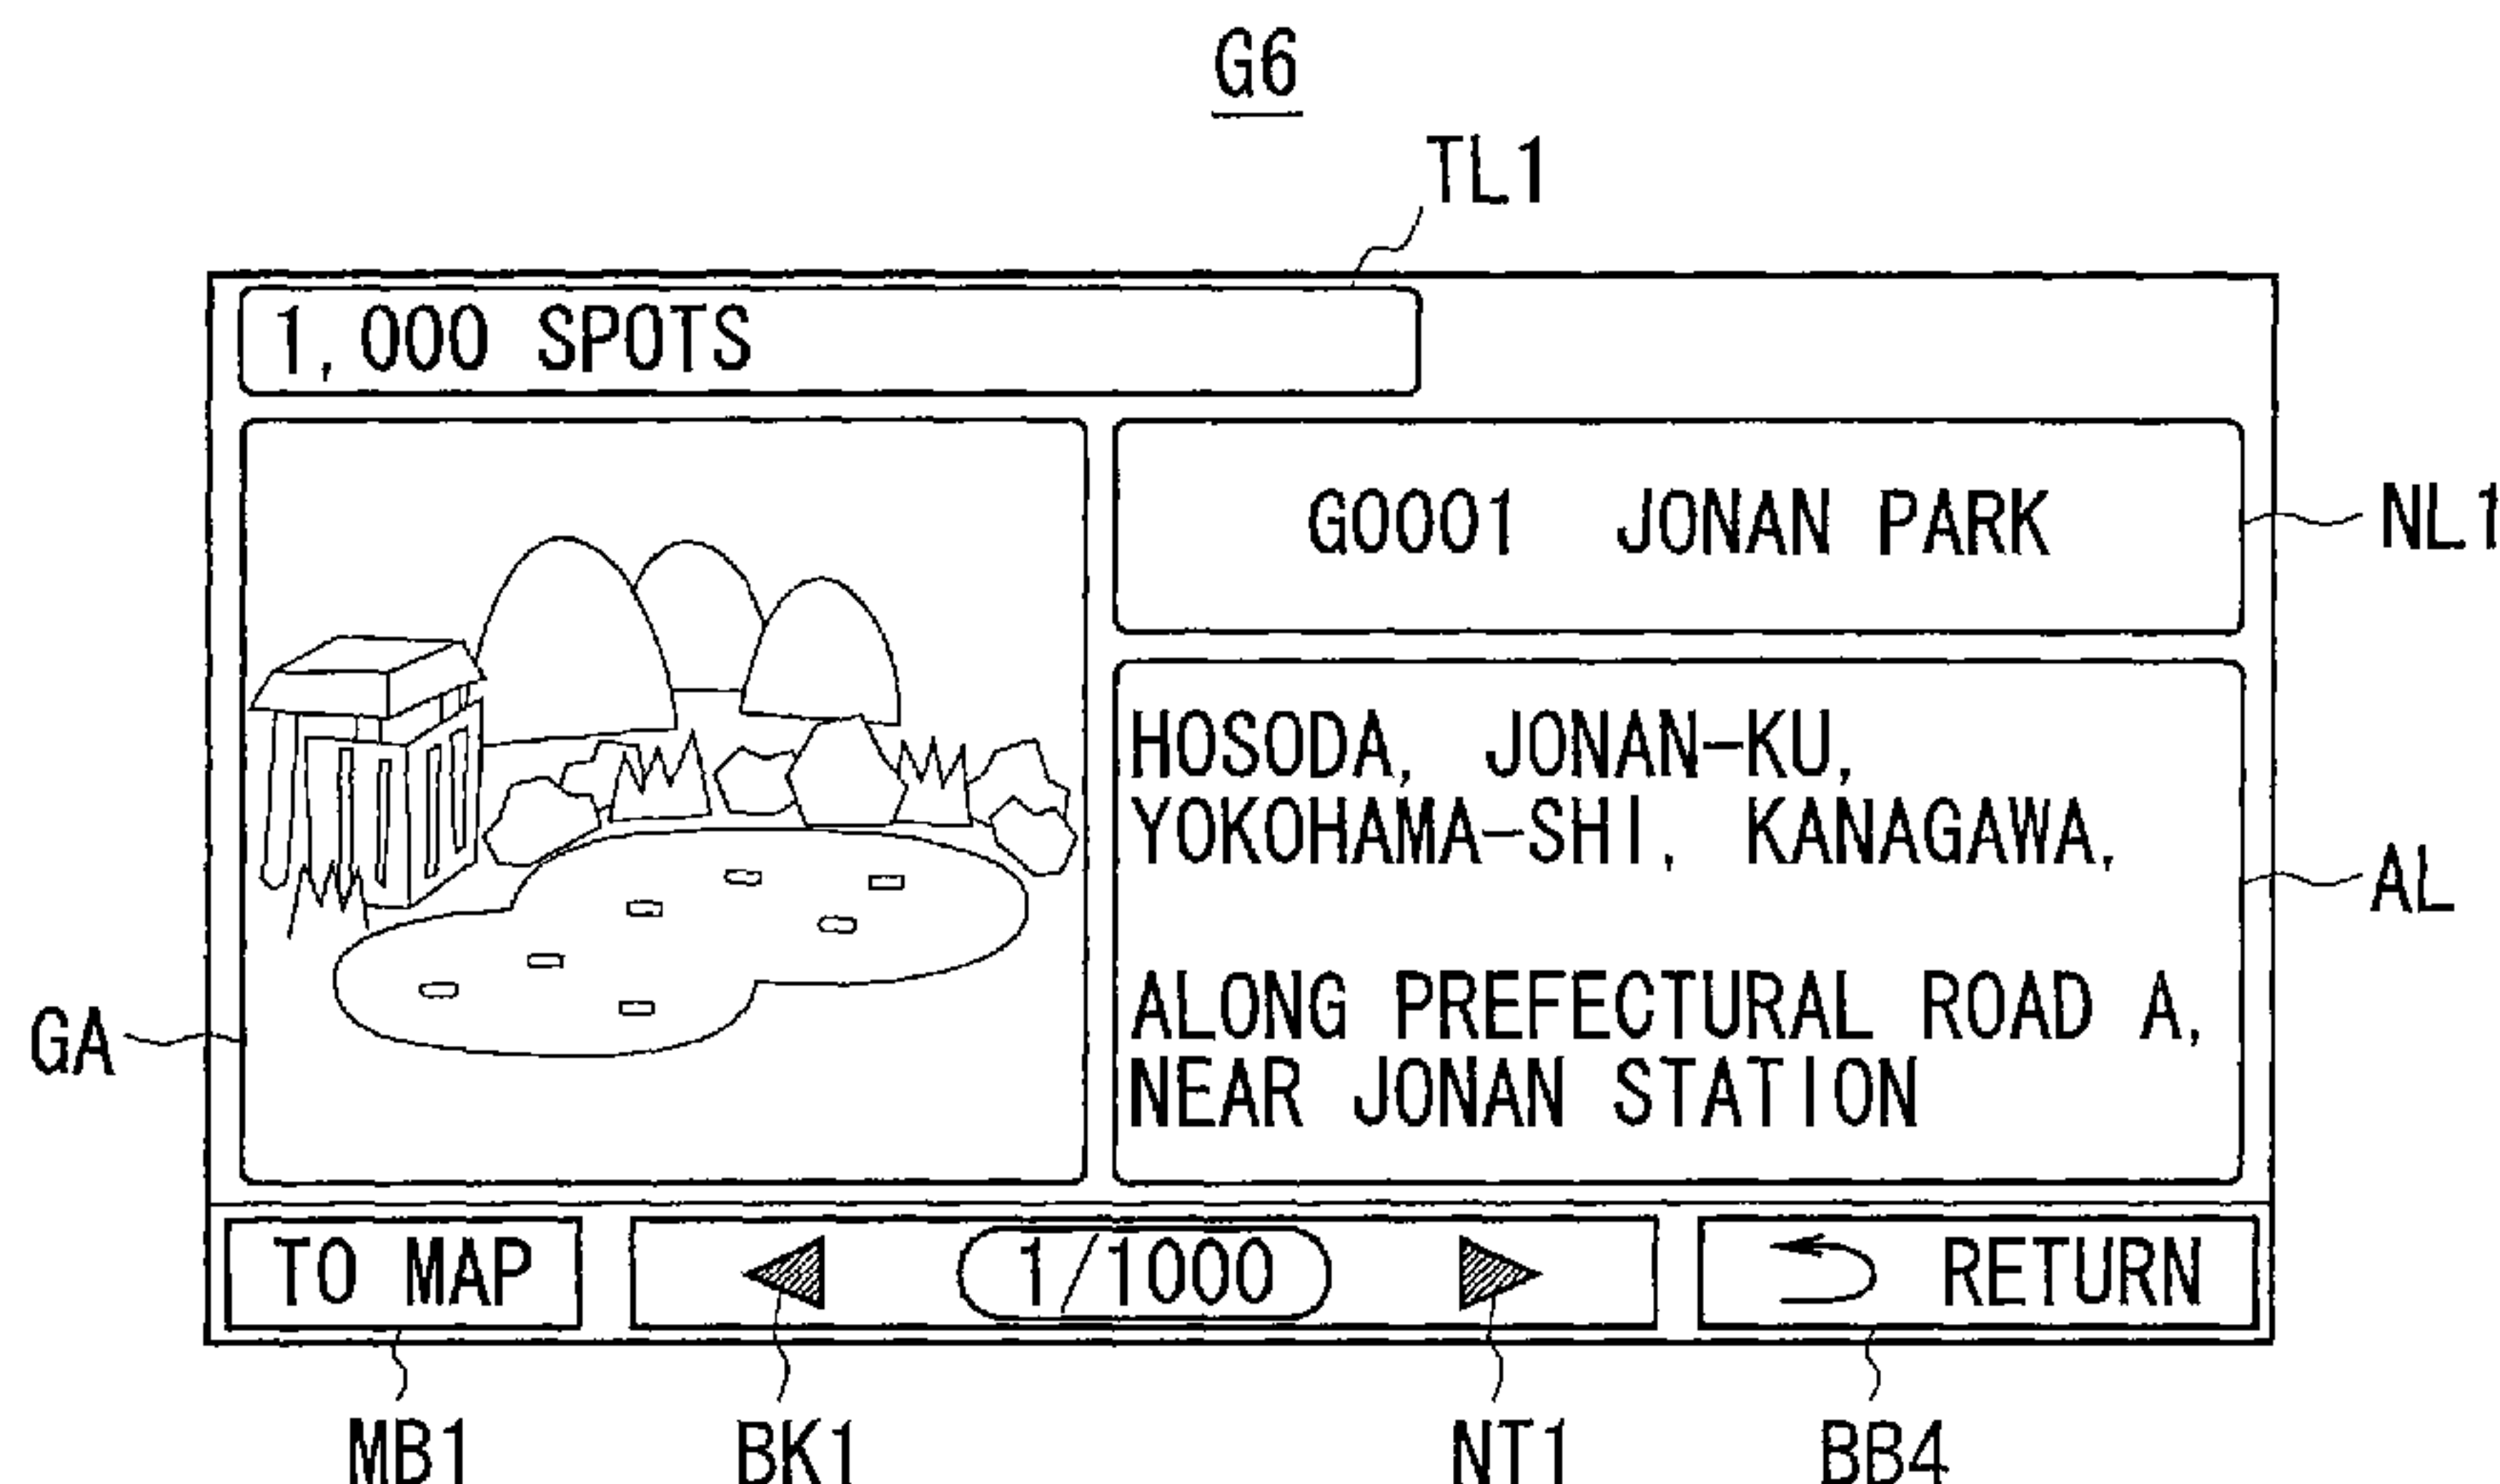 G6
TL1
1,000 SPOTS
G0001 JONAN PARK
NL1
HOSODA, JONAN-KU,
YOKOHAMA-SHI, KANAGAWA,
AL
ALONG PREFECTURAL ROAD A,
NEAR JONAN STATION
GA
TO MAP
1/1000
RETURN
MB1
BK1
NT1
BB4